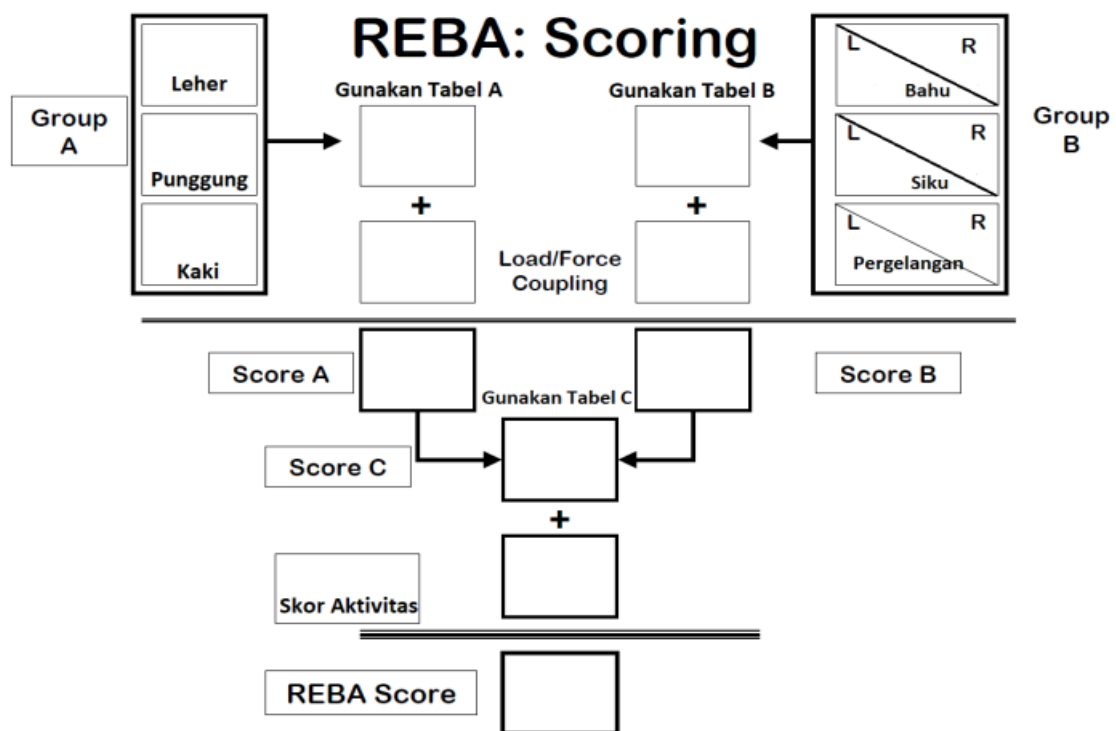 REBA: Scoring
Group
A
Leher
Punggung
Kaki
Gunakan Tabel A
+
Gunakan Tabel B
+
Load/Force
Coupling
L R
Bahu
L R
Siku
L R
Pergelangan
Group
B
Score A
Score B
Gunakan Tabel C
Score C
+
Skor Aktivitas
REBA Score